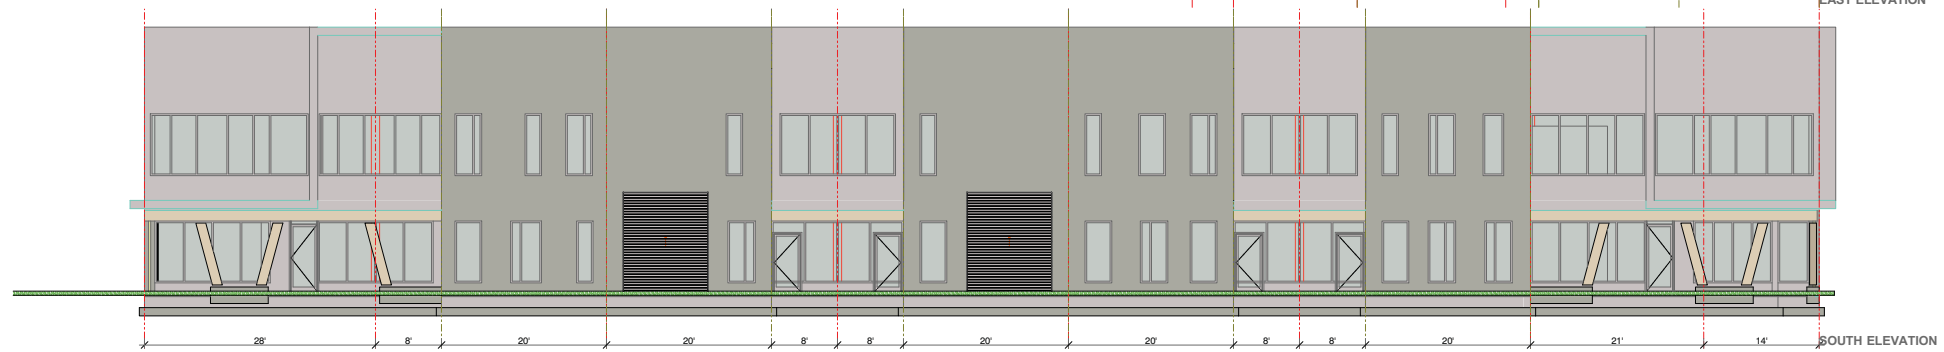 EAST ELEVATION
28' 8' 20' 20' 8' 8' 20' 20' 8' 8' 20' 21' 14'
SOUTH ELEVATION